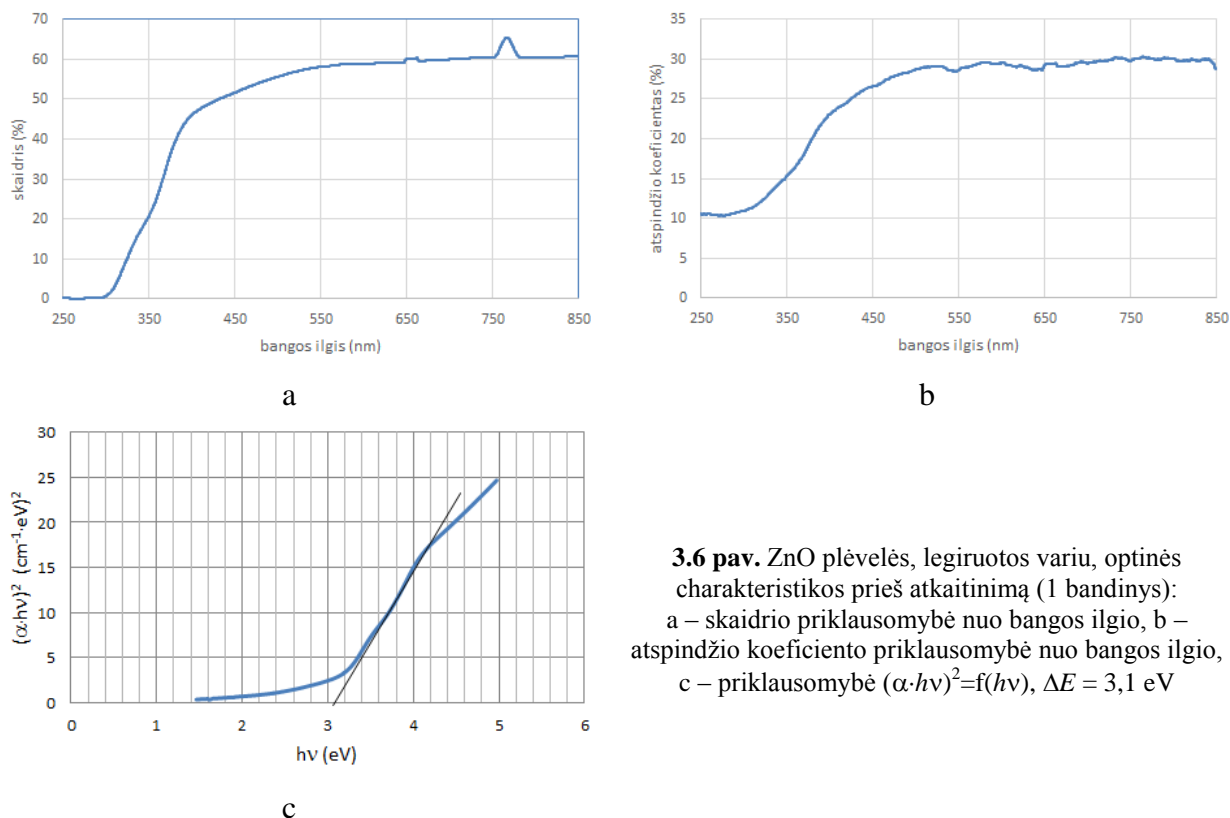 70
60
50
40
30
20
10
0
skaidris (%)
250 350 450 550 650 750 850
bangos ilgis (nm)
a
35
30
25
20
15
10
5
0
atspindžio koeficientas (%)
250 350 450 550 650 750 850
bangos ilgis (nm)
b
30
25
20
15
10
5
0
(α·hν)² (cm⁻¹·eV)²
0 1 2 3 4 5 6
hν (eV)
c
3.6 pav. ZnO plėvelės, legiruotos variu, optinės
charakteristikos prieš atkaitinimą (1 bandinys):
a – skaidrio priklausomybė nuo bangos ilgio, b –
atspindžio koeficiento priklausomybė nuo bangos ilgio,
c – priklausomybė (α·hν)²=f(hν), ΔE = 3,1 eV